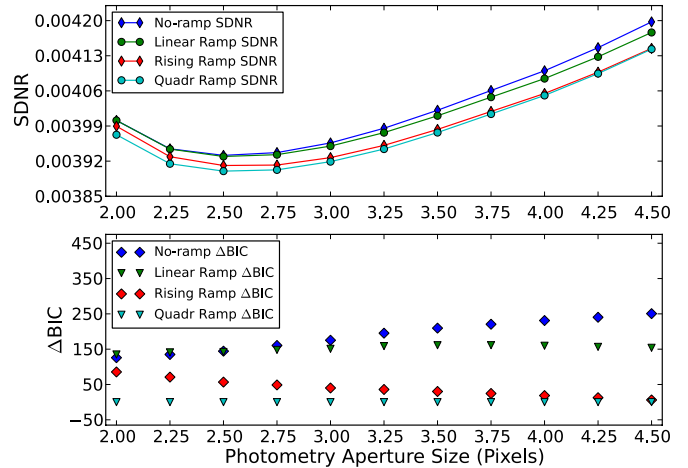 0.00420
0.00413
0.00406
0.00399
0.00392
0.00385
SDNR
No-ramp SDNR
Linear Ramp SDNR
Rising Ramp SDNR
Quadr Ramp SDNR
2.00 2.25 2.50 2.75 3.00 3.25 3.50 3.75 4.00 4.25 4.50
450
350
250
150
50
−50
ΔBIC
No-ramp ΔBIC
Linear Ramp ΔBIC
Rising Ramp ΔBIC
Quadr Ramp ΔBIC
2.00 2.25 2.50 2.75 3.00 3.25 3.50 3.75 4.00 4.25 4.50
Photometry Aperture Size (Pixels)